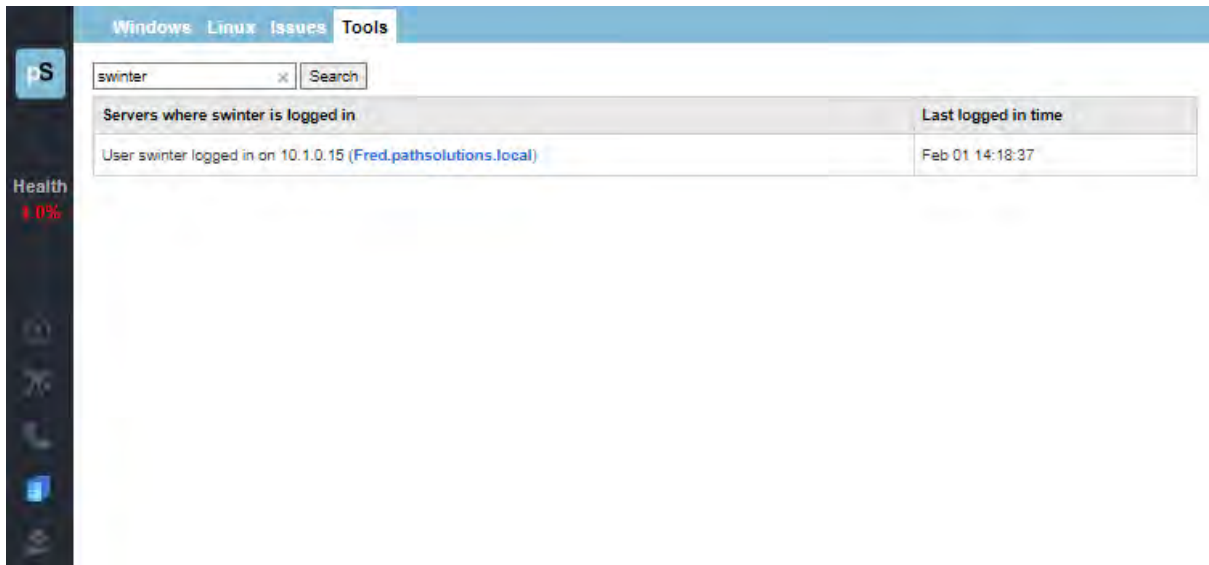 Windows Linux Issues Tools
pS
swinter × Search
Servers where swinter is logged in Last logged in time
User swinter logged in on 10.1.0.15 (Fred.pathsolutions.local) Feb 01 14:18:37
Health
0%